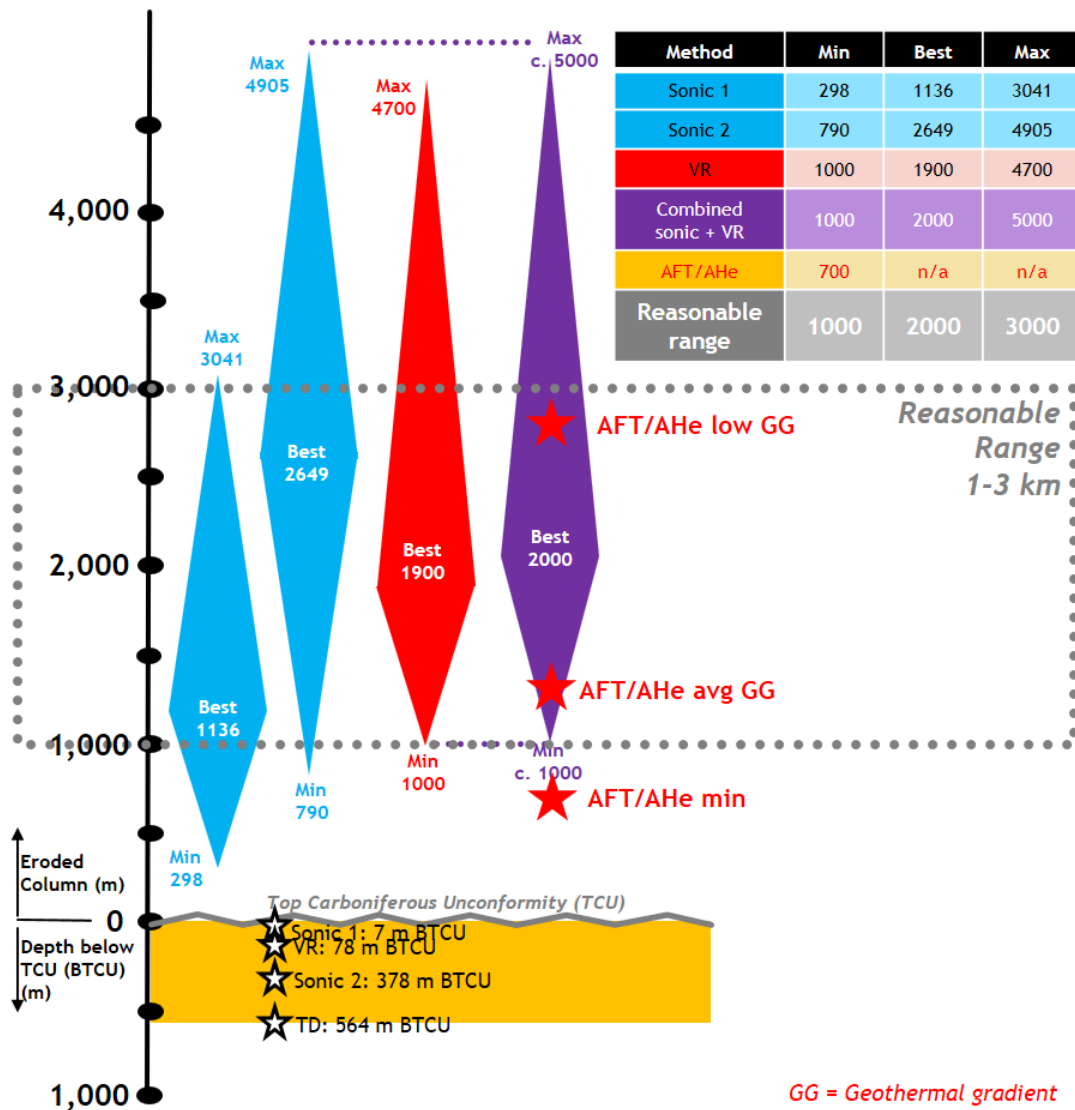 Max
4905
Max
4700
Max
c. 5000
Method Min Best Max
Sonic 1 298 1136 3041
Sonic 2 790 2649 4905
VR 1000 1900 4700
Combined
sonic + VR 1000 2000 5000
AFT/AHe 700 n/a n/a
Reasonable
range 1000 2000 3000
4,000
Max
3041
3,000
AFT/AHe low GG
Reasonable
Range
1-3 km
Best
2649
2,000
Best
1900
Best
2000
AFT/AHe avg GG
Best
1136
1,000
Min
1000
Min
c. 1000
Min
790
AFT/AHe min
Min
298
Eroded
Column (m)
0
Depth below
TCU (BTCU)
(m)
Top Carboniferous Unconformity (TCU)
Sonic 1: 7 m BTCU
VR: 78 m BTCU
Sonic 2: 378 m BTCU
TD: 564 m BTCU
1,000
GG = Geothermal gradient